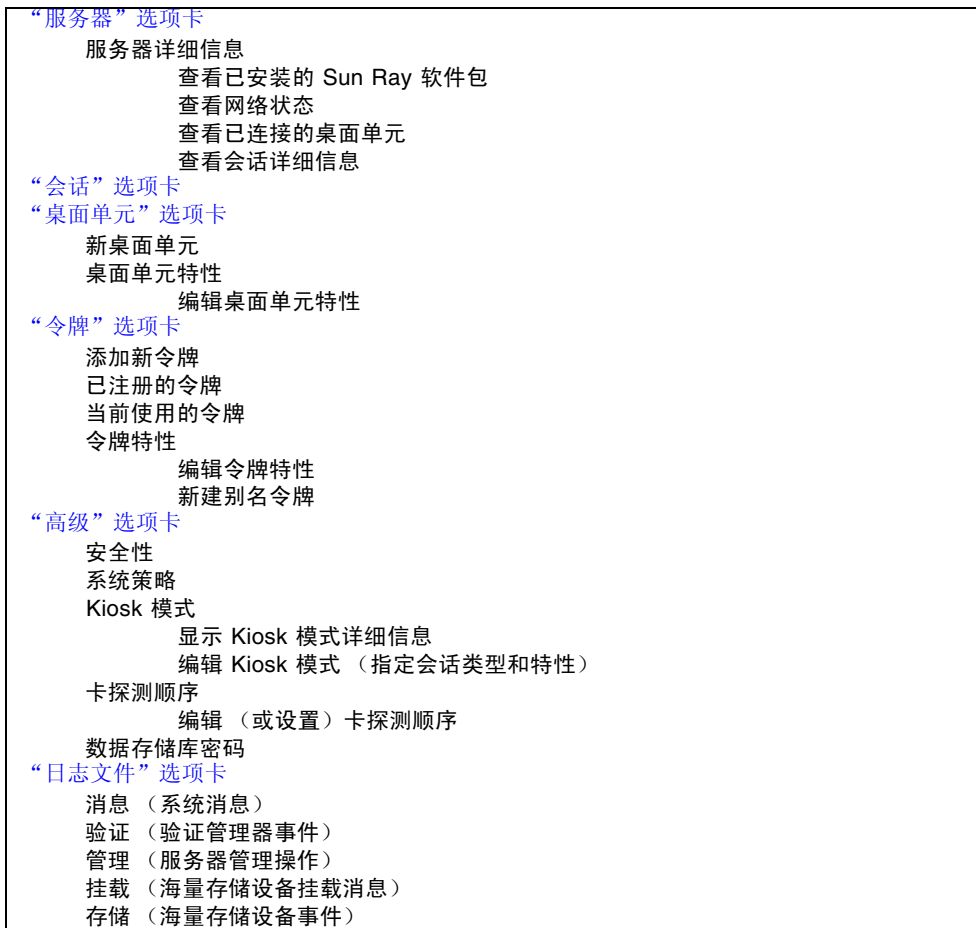 “服务器”选项卡
服务器详细信息
查看已安装的 Sun Ray 软件包
查看网络状态
查看已连接的桌面单元
查看会话详细信息
“会话”选项卡
“桌面单元”选项卡
新桌面单元
桌面单元特性
编辑桌面单元特性
“令牌”选项卡
添加新令牌
已注册的令牌
当前使用的令牌
令牌特性
编辑令牌特性
新建别名令牌
“高级”选项卡
安全性
系统策略
Kiosk 模式
显示 Kiosk 模式详细信息
编辑 Kiosk 模式 （指定会话类型和特性）
卡探测顺序
编辑 （或设置）卡探测顺序
数据存储库密码
“日志文件”选项卡
消息 （系统消息）
验证 （验证管理器事件）
管理 （服务器管理操作）
挂载 （海量存储设备挂载消息）
存储 （海量存储设备事件）